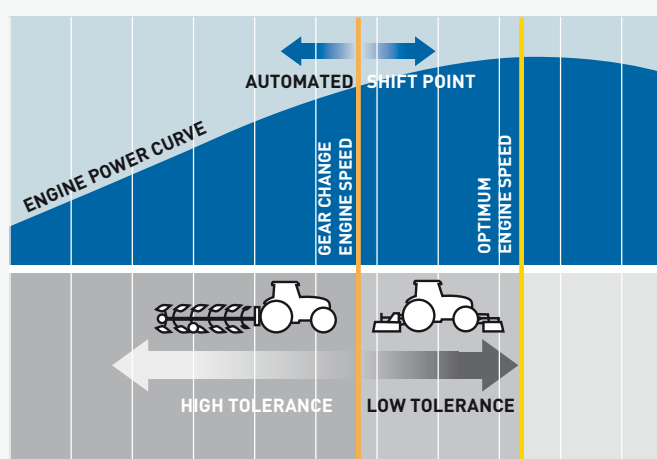 AUTOMATED SHIFT POINT
ENGINE POWER CURVE
GEAR CHANGE
ENGINE SPEED
OPTIMUM
ENGINE SPEED
HIGH TOLERANCE
LOW TOLERANCE